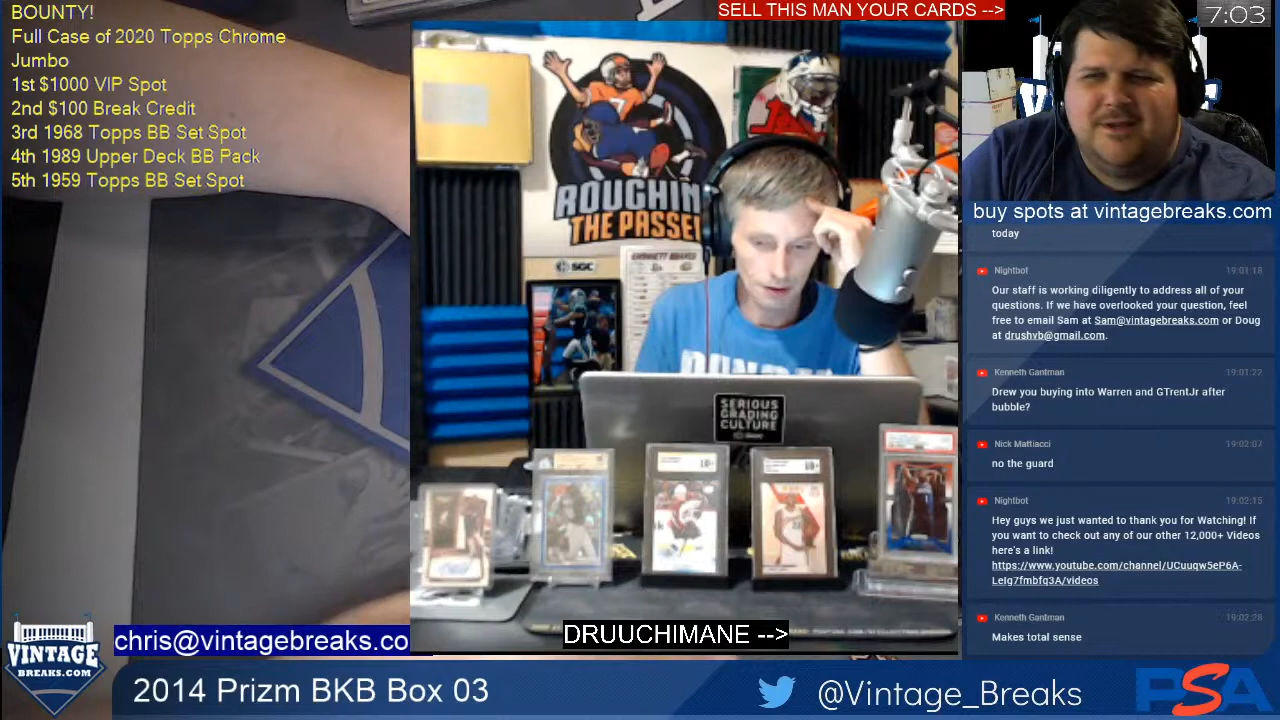 BOUNTY!
Full Case of 2020 Topps Chrome
Jumbo
1st $1000 VIP Spot
2nd $100 Break Credit
3rd 1968 Topps BB Set Spot
4th 1989 Upper Deck BB Pack
5th 1959 Topps BB Set Spot
SELL THIS MAN YOUR CARDS -->
7:03
ROUGHIN
THE PASSE
SGC
SERIOUS
GRADING
CULTURE
DRUUCHIMANE -->
buy spots at vintagebreaks.com
today
Nightbot 19:01:18
Our staff is working diligently to address all of your
questions. If we have overlooked your question, feel
free to email Sam at Sam@vintagebreaks.com or Doug
at drushvb@gmail.com.
Kenneth Gantman 19:01:22
Drew you buying into Warren and GTrentJr after
bubble?
Nick Mattiacci 19:02:07
no the guard
Nightbot 19:02:15
Hey guys we just wanted to thank you for Watching! If
you want to check out any of our other 12,000+ Videos
here's a link!
https://www.youtube.com/channel/UCuuqw5eP6A-
LeIg7fmbfq3A/videos
Kenneth Gantman 19:02:28
Makes total sense
VINTAGE
BREAKS.COM
chris@vintagebreaks.co
2014 Prizm BKB Box 03
@Vintage_Breaks
PSA